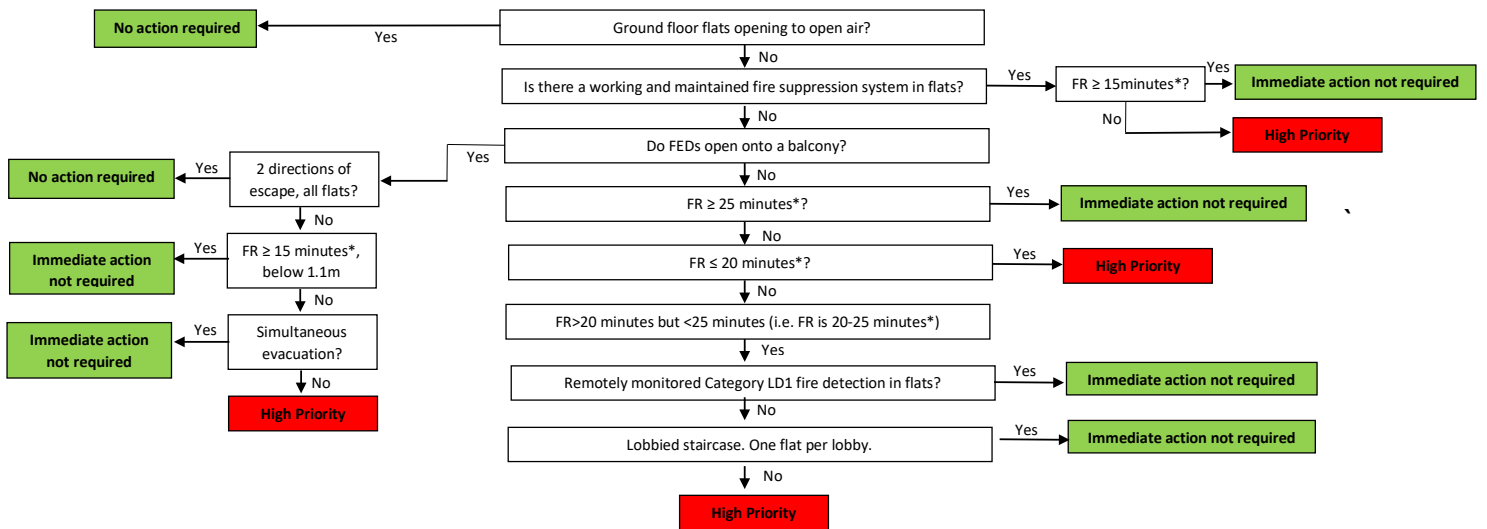 Ground floor flats opening to open air?
Yes
No action required
No
Is there a working and maintained fire suppression system in flats?
Yes
FR ≥ 15minutes*?
Yes
Immediate action not required
No
High Priority
No
Do FEDs open onto a balcony?
Yes
2 directions of
escape, all flats?
Yes
No action required
No
FR ≥ 15 minutes*,
below 1.1m
Yes
Immediate action
not required
No
Simultaneous
evacuation?
Yes
Immediate action
not required
No
High Priority
No
FR ≥ 25 minutes*?
Yes
Immediate action not required
`
No
FR ≤ 20 minutes*?
Yes
High Priority
No
FR>20 minutes but <25 minutes (i.e. FR is 20-25 minutes*)
Yes
Remotely monitored Category LD1 fire detection in flats?
Yes
Immediate action not required
No
Lobbied staircase. One flat per lobby.
Yes
Immediate action not required
No
High Priority